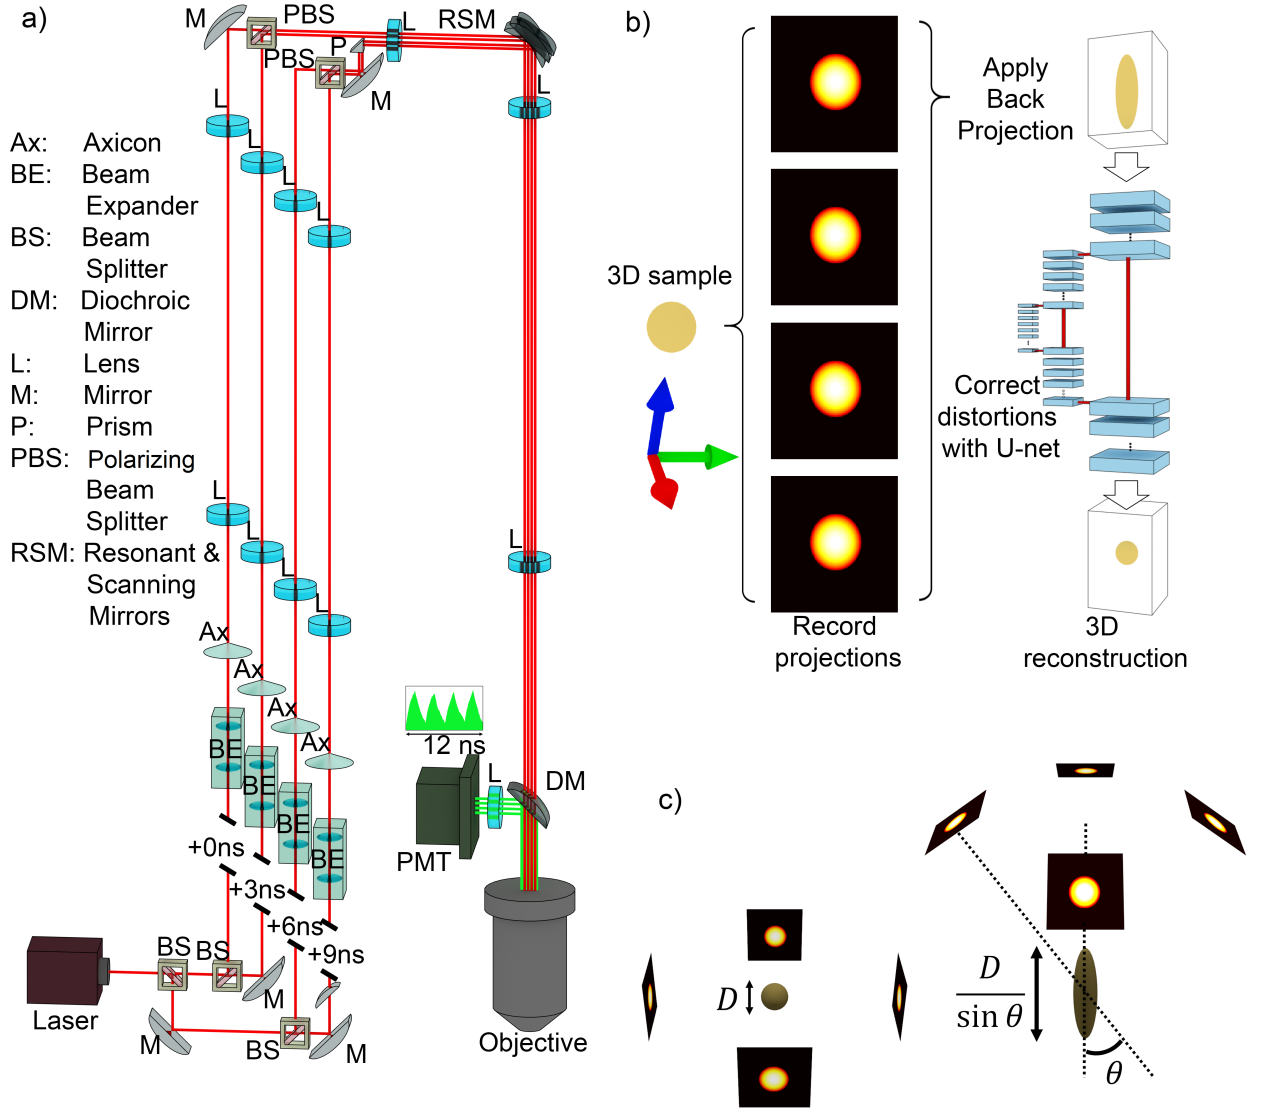 a)
M
PBS
L
RSM
PBS
P
M
L
L
L
L
L
Ax: Axicon
BE: Beam
Expander
BS: Beam
Splitter
DM: Diochroic
Mirror
L: Lens
M: Mirror
P: Prism
PBS: Polarizing
Beam
Splitter
RSM: Resonant &
Scanning
Mirrors
L
L
L
L
L
Ax
Ax
Ax
Ax
BE
BE
BE
BE
+0ns
+3ns
+6ns
+9ns
BS
BS
M
Laser
M
BS
M
12 ns
L
DM
PMT
Objective
b)
3D sample
Record
projections
Apply
Back
Projection
Correct
distortions
with U-net
3D
reconstruction
c)
D
D
sin θ
θ